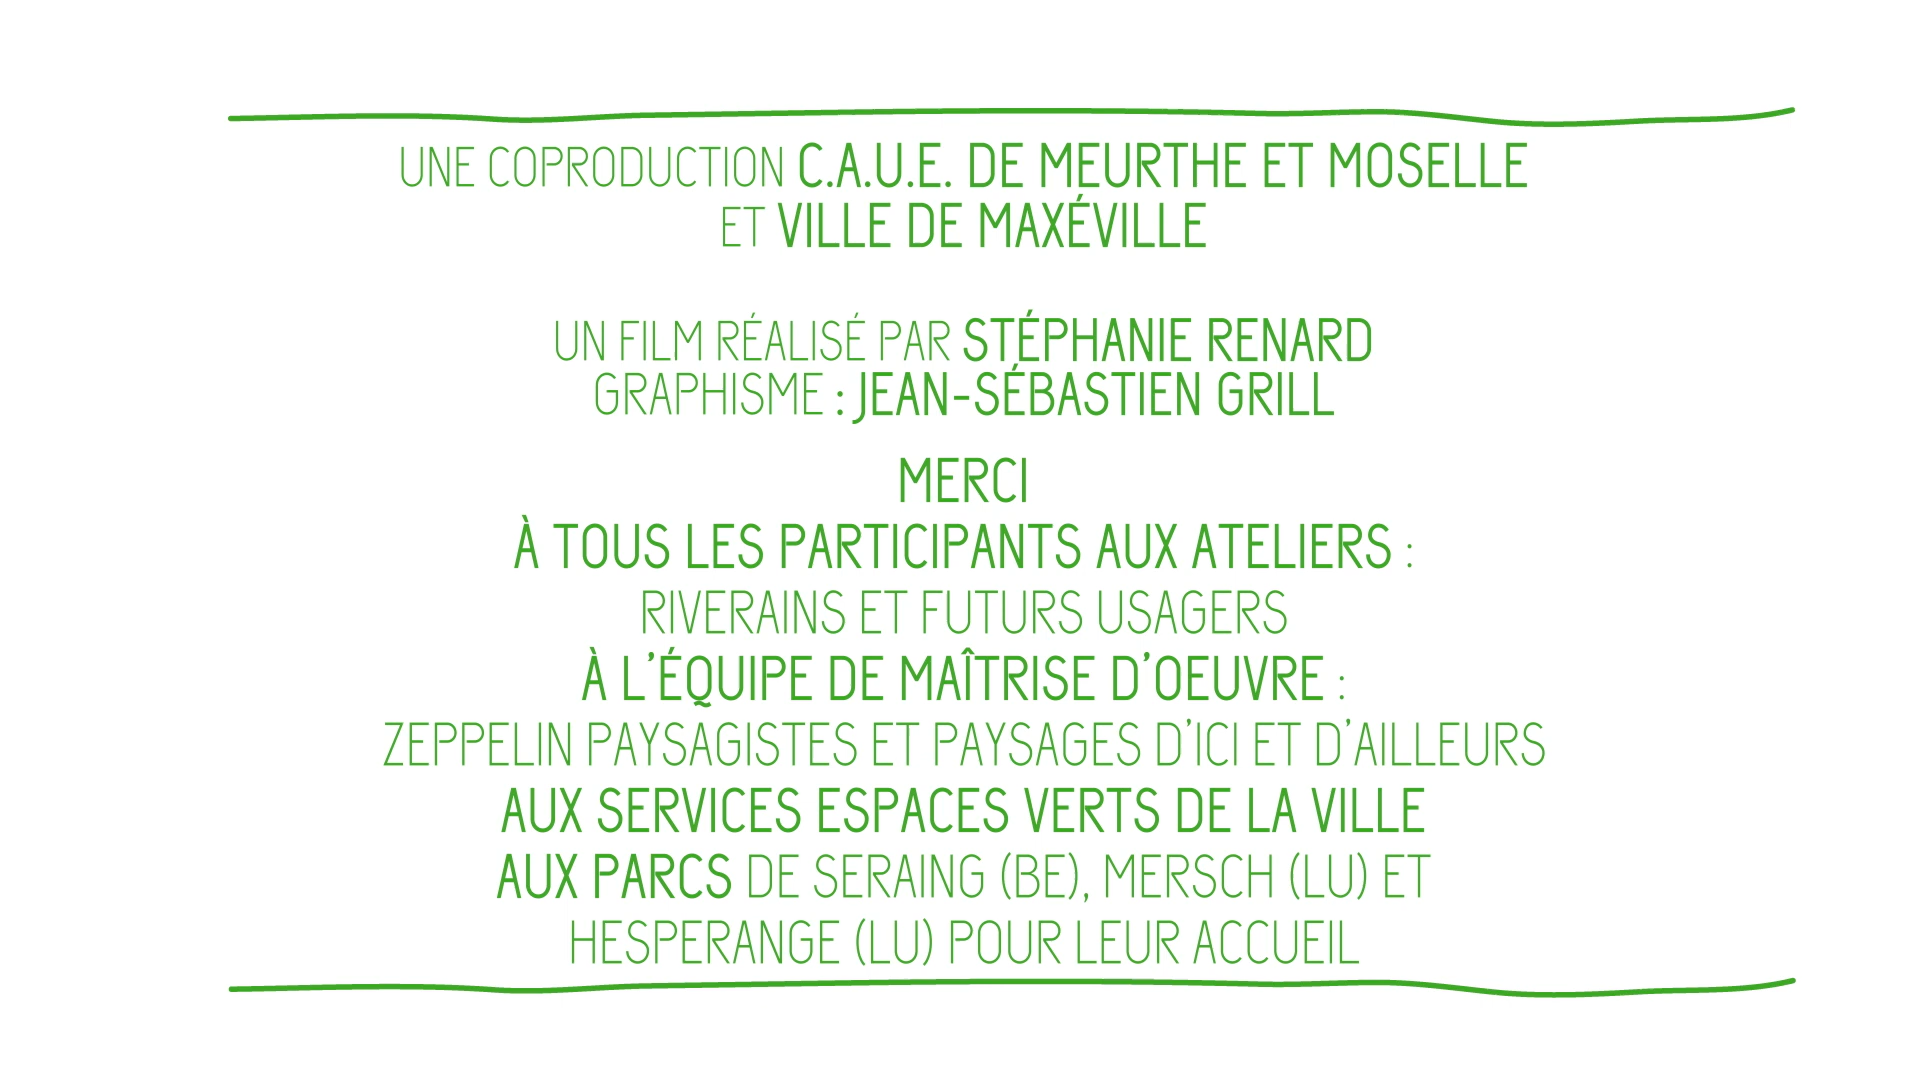 UNE COPRODUCTION C.A.U.E. DE MEURTHE ET MOSELLE
ET VILLE DE MAXÉVILLE
UN FILM RÉALISÉ PAR STÉPHANIE RENARD
GRAPHISME : JEAN-SÉBASTIEN GRILL
MERCI
À TOUS LES PARTICIPANTS AUX ATELIERS :
RIVERAINS ET FUTURS USAGERS
À L'ÉQUIPE DE MAÎTRISE D'OEUVRE :
ZEPPELIN PAYSAGISTES ET PAYSAGES D'ICI ET D'AILLEURS
AUX SERVICES ESPACES VERTS DE LA VILLE
AUX PARCS DE SERAING (BE), MERSCH (LU) ET
HESPERANGE (LU) POUR LEUR ACCUEIL